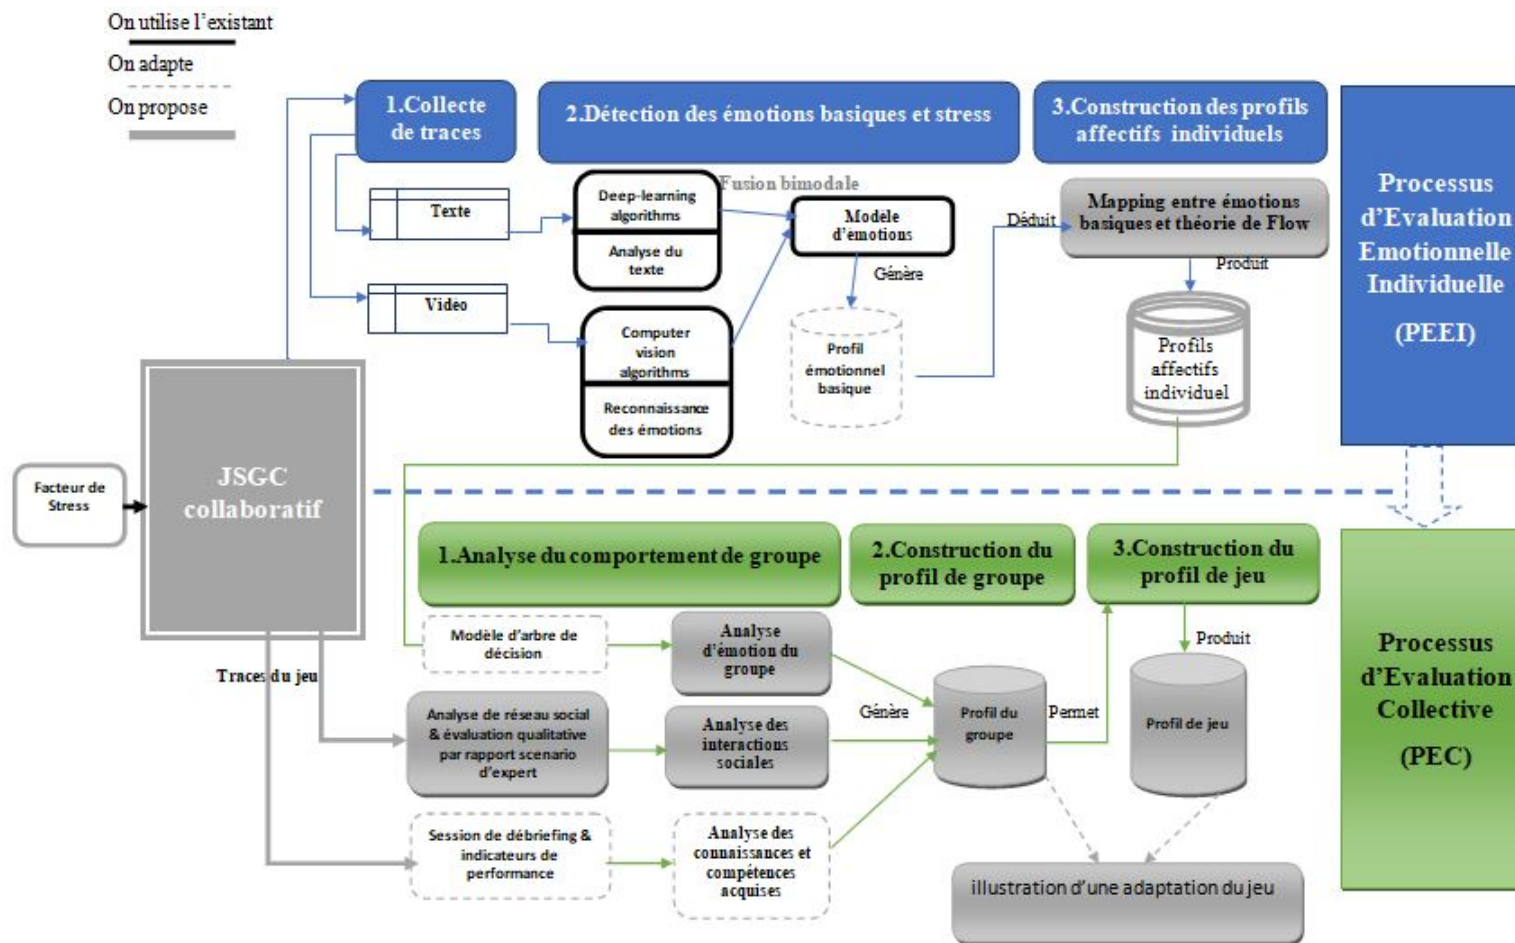 On utilise l’existant
On adapte
On propose
1.Collecte
de traces
2.Détection des émotions basiques et stress
3.Construction des profils
affectifs individuels
Processus
d’Evaluation
Emotionnelle
Individuelle
(PEEI)
Texte
Vidéo
Deep-learning
algorithms
Analyse du
texte
Fusion bimodale
Computer
vision
algorithms
Reconnaissance
des émotions
Modèle
d’émotions
Génère
Profil
émotionnel
basique
Déduit
Mapping entre émotions
basiques et théorie de Flow
Produit
Profils
affectifs
individuel
Facteur de
Stress
JSGC
collaboratif
Traces du jeu
1.Analyse du comportement de groupe
2.Construction du
profil de groupe
3.Construction du
profil de jeu
Processus
d’Evaluation
Collective
(PEC)
Modèle d’arbre de
décision
Analyse
d’émotion du
groupe
Analyse de réseau social
& évaluation qualitative
par rapport scenario
d’expert
Analyse des
interactions
sociales
Session de débriefing &
indicateurs de
performance
Analyse des
connaissances et
compétences
acquises
Génère
Profil du
groupe
Permet
Produit
Profil de jeu
illustration d’une adaptation du jeu